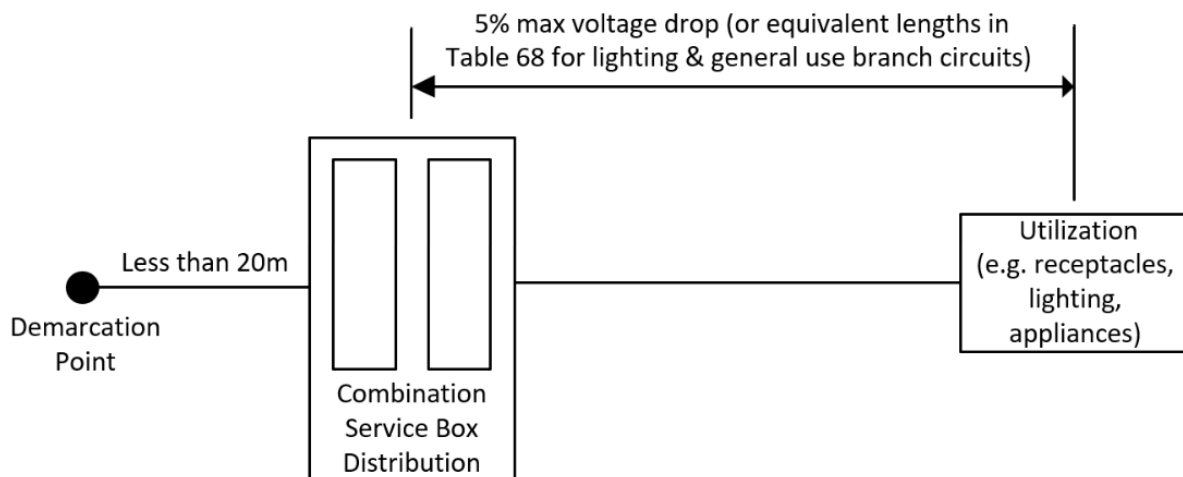 5% max voltage drop (or equivalent lengths in
Table 68 for lighting & general use branch circuits)
Less than 20m
Demarcation
Point
Combination
Service Box
Distribution
Utilization
(e.g. receptacles,
lighting,
appliances)